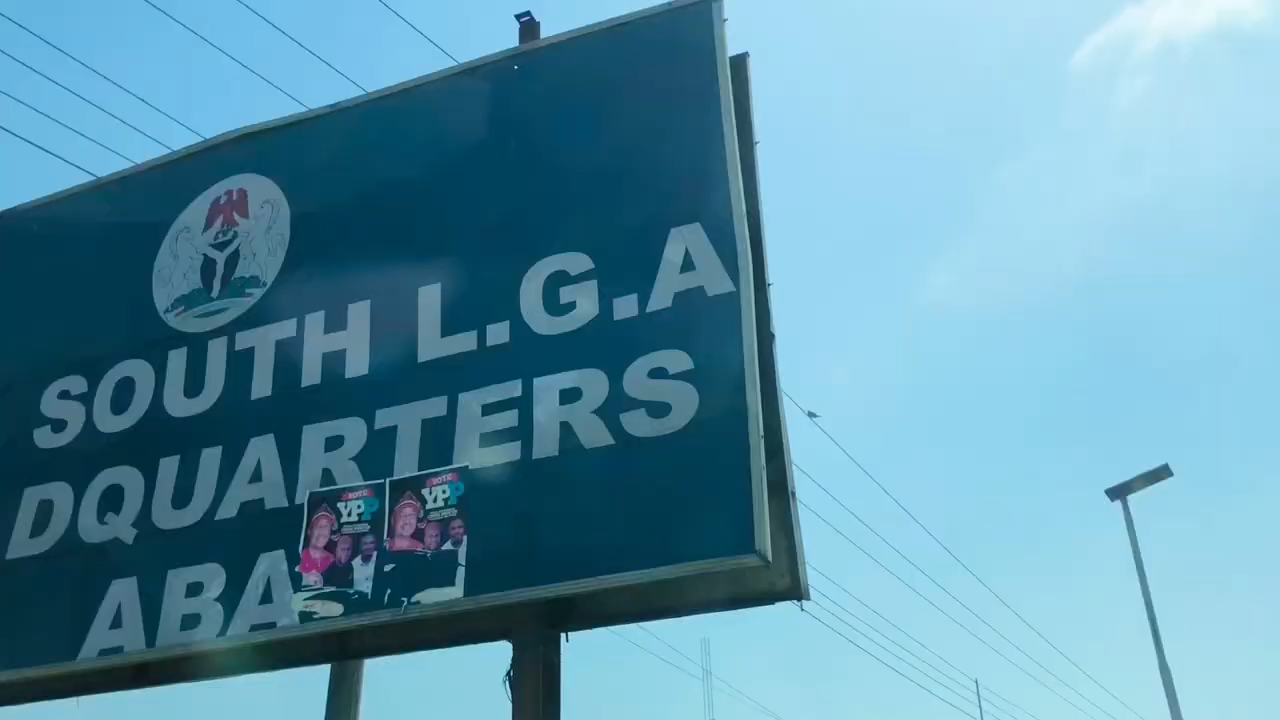 SOUTH L.G.A
DQUARTERS
ABA
VOTE
YPP
VOTE
YPP